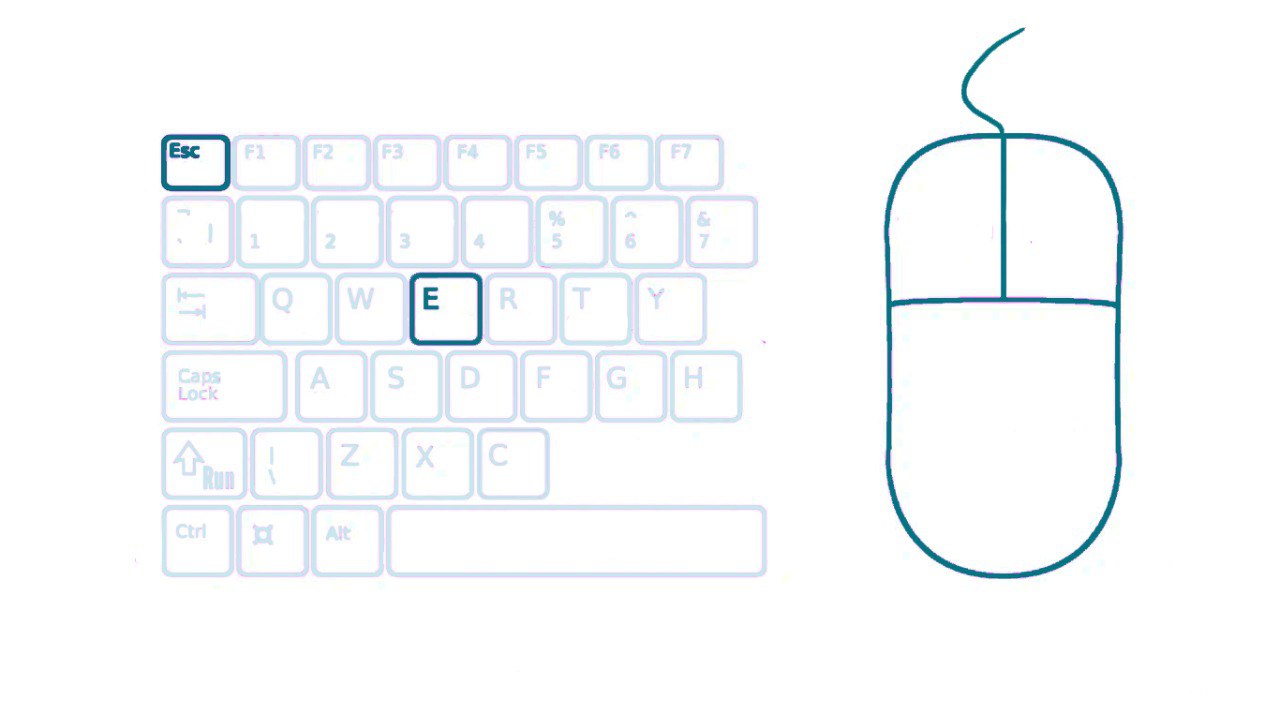 Esc F1 F2 F3 F4 F5 F6 F7
% ^ &
1 2 3 4 5 6 7
Q W E R T Y
Caps
Lock
A S D F G H
| Z X C
\
Run
Ctrl Alt